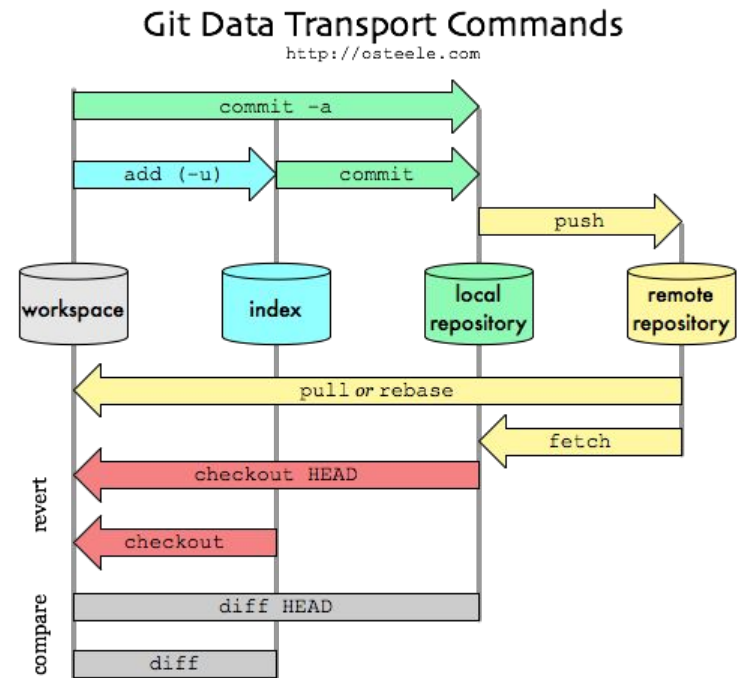 Git Data Transport Commands
http://osteele.com
commit -a
add (-u)
commit
push
workspace
index
local
repository
remote
repository
pull or rebase
fetch
revert
checkout HEAD
checkout
compare
diff HEAD
diff